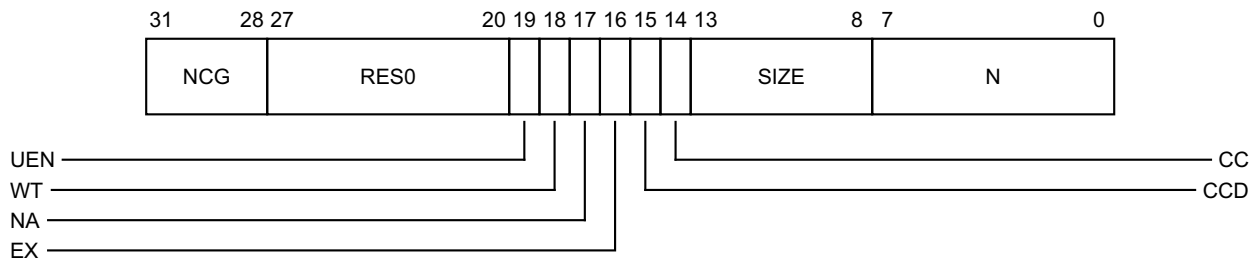 31 28 27 20 19 18 17 16 15 14 13 8 7 0
NCG RES0 SIZE N
UEN CC
WT CCD
NA
EX